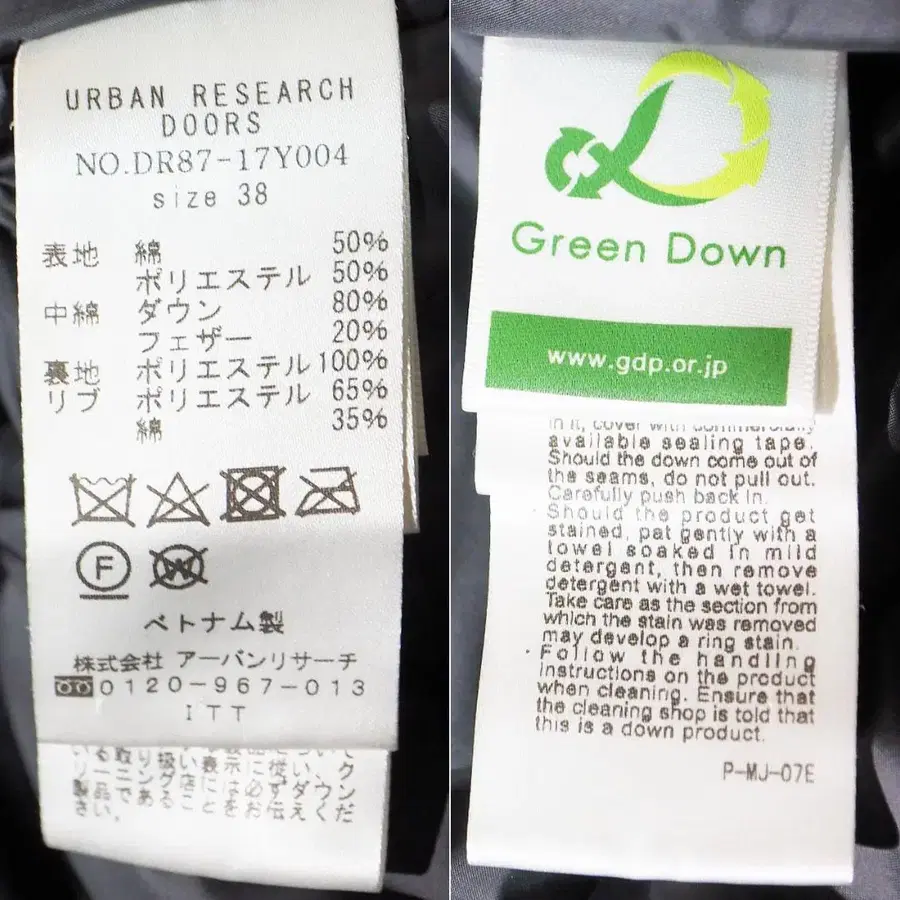 URBAN RESEARCH
DOORS
NO.DR87-17Y004
size 38
表地 綿 50%
ポリエステル 50%
中綿 ダウン 80%
フェザー 20%
裏地 ポリエステル 100%
リブ ポリエステル 65%
綿 35%
F
W
ベトナム製
株式会社 アーバンリサーチ
0120-967-013
ITT
Green Down
www.gdp.or.jp
in it, cover with commercially
available sealing tape.
Should the down come out of
the seams, do not pull out.
Carefully push back in.
Should the product get
stained, pat gently with a
towel soaked in mild
detergent, then remove
detergent with a wet towel.
Take care as the section from
which the stain was removed
may develop a ring stain.
Follow the handling
instructions on the product
when cleaning. Ensure that
the cleaning shop is told that
this is a down product.
P-MJ-07E